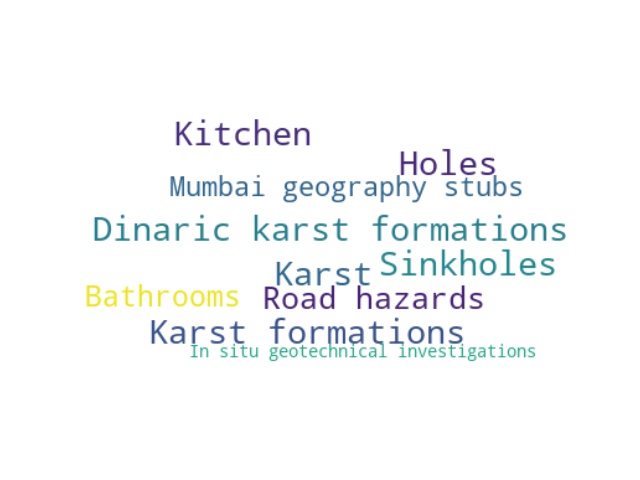 Kitchen
Holes
Mumbai geography stubs
Dinaric karst formations
Sinkholes
Karst
Bathrooms
Road hazards
Karst formations
In situ geotechnical investigations